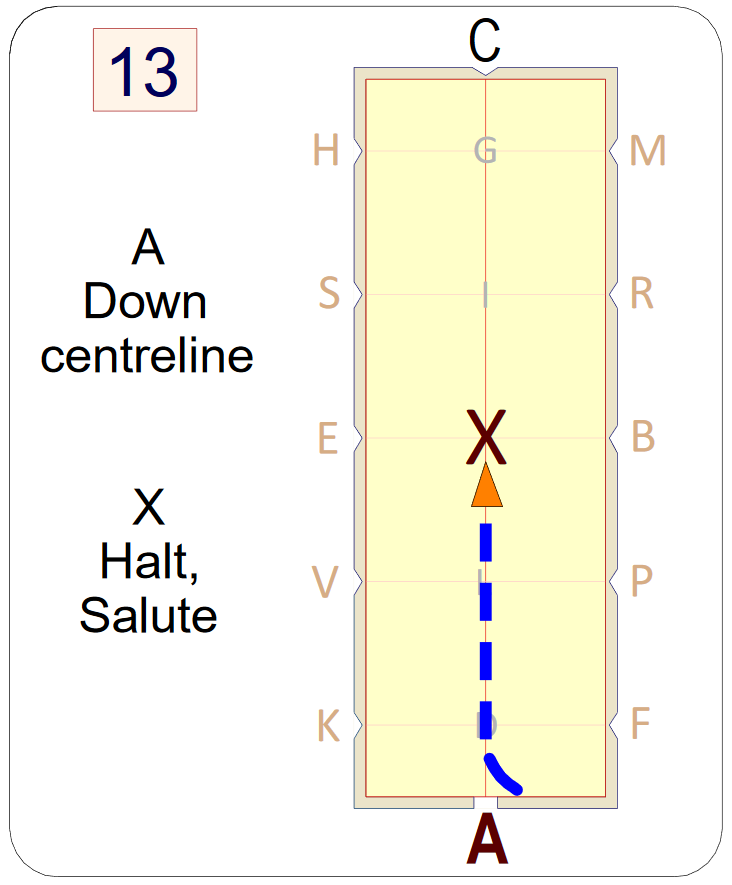 13
A
Down
centreline
X
Halt,
Salute
C
H G M
S I R
E X B
V L P
K D F
A